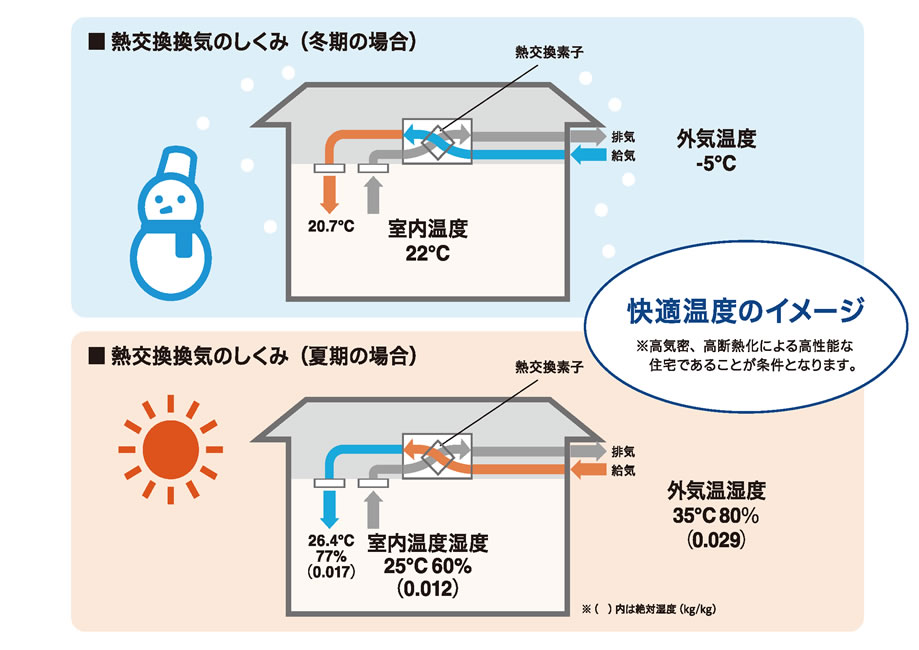 ■ 熱交換換気のしくみ（冬期の場合）
熱交換素子
排気
給気
外気温度
-5°C
20.7°C
室内温度
22°C
快適温度のイメージ
※高気密、高断熱化による高性能な
住宅であることが条件となります。
■ 熱交換換気のしくみ（夏期の場合）
熱交換素子
排気
給気
外気温湿度
35°C 80%
(0.029)
26.4°C
77%
(0.017)
室内温度湿度
25°C 60%
(0.012)
※（ ）内は絶対湿度（kg/kg）